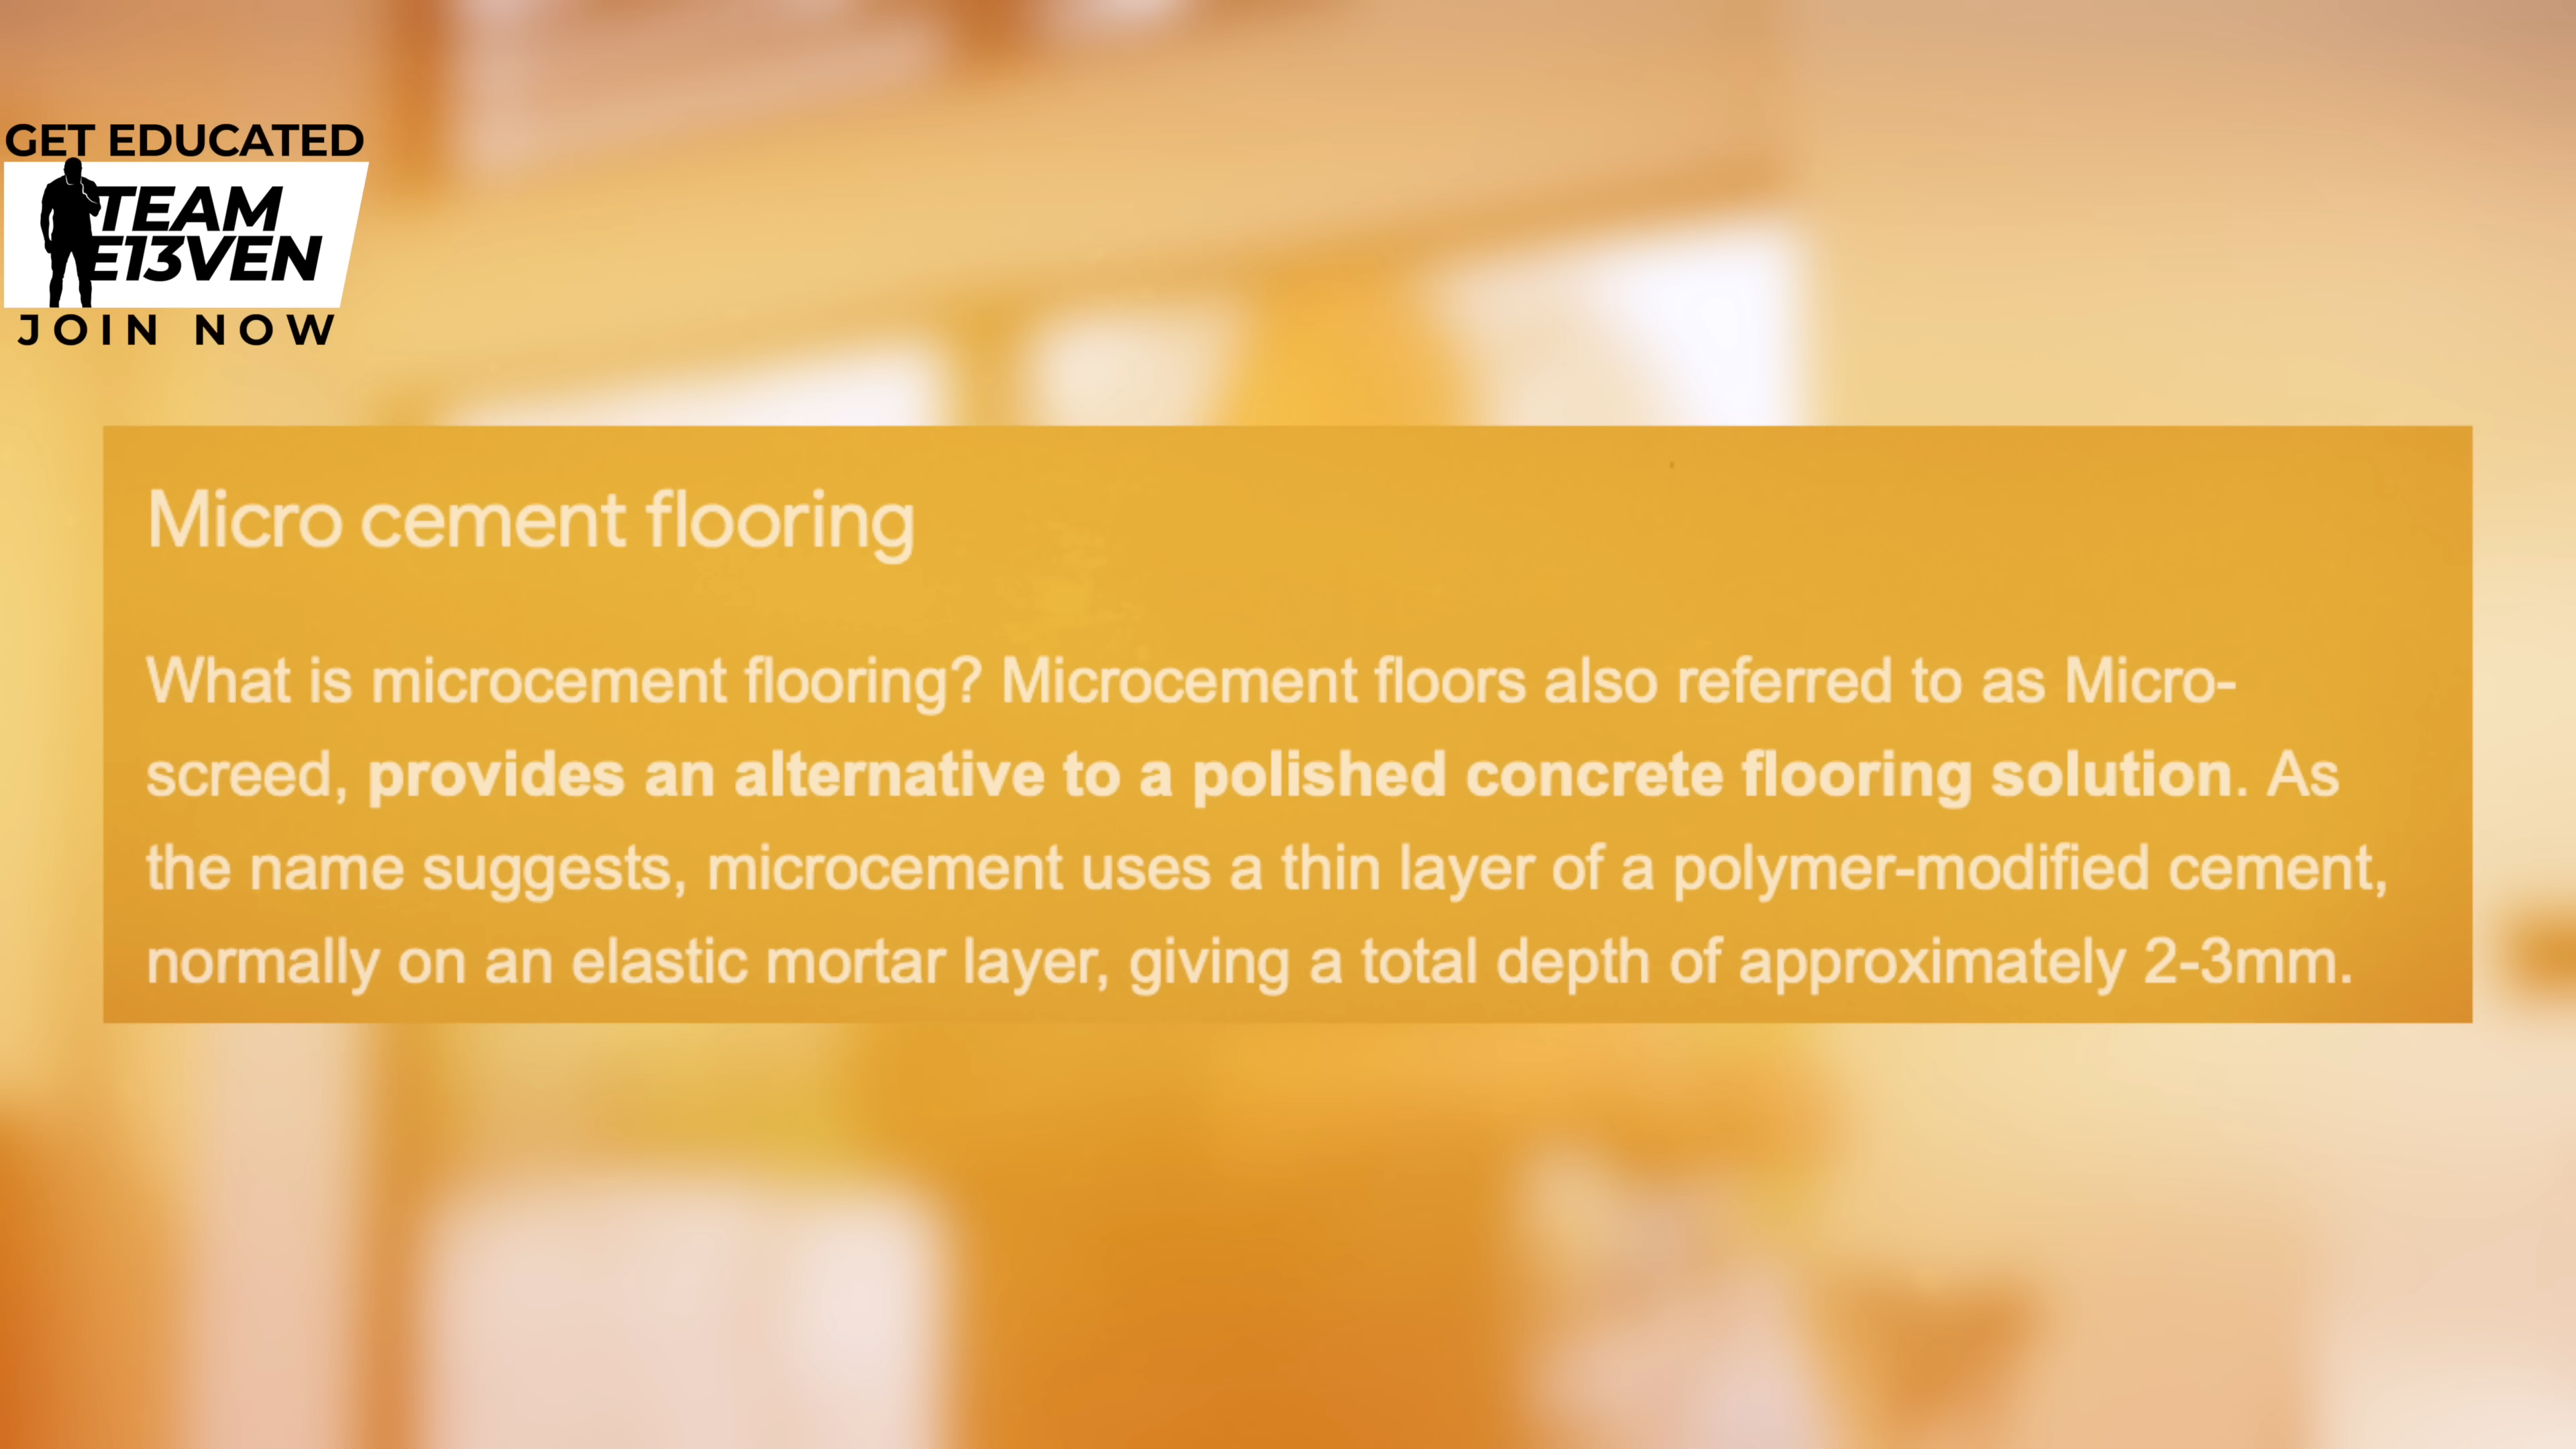 GET EDUCATED
TEAM
E13VEN
JOIN NOW
Micro cement flooring
What is microcement flooring? Microcement floors also referred to as Micro-
screed, provides an alternative to a polished concrete flooring solution. As
the name suggests, microcement uses a thin layer of a polymer-modified cement,
normally on an elastic mortar layer, giving a total depth of approximately 2-3mm.